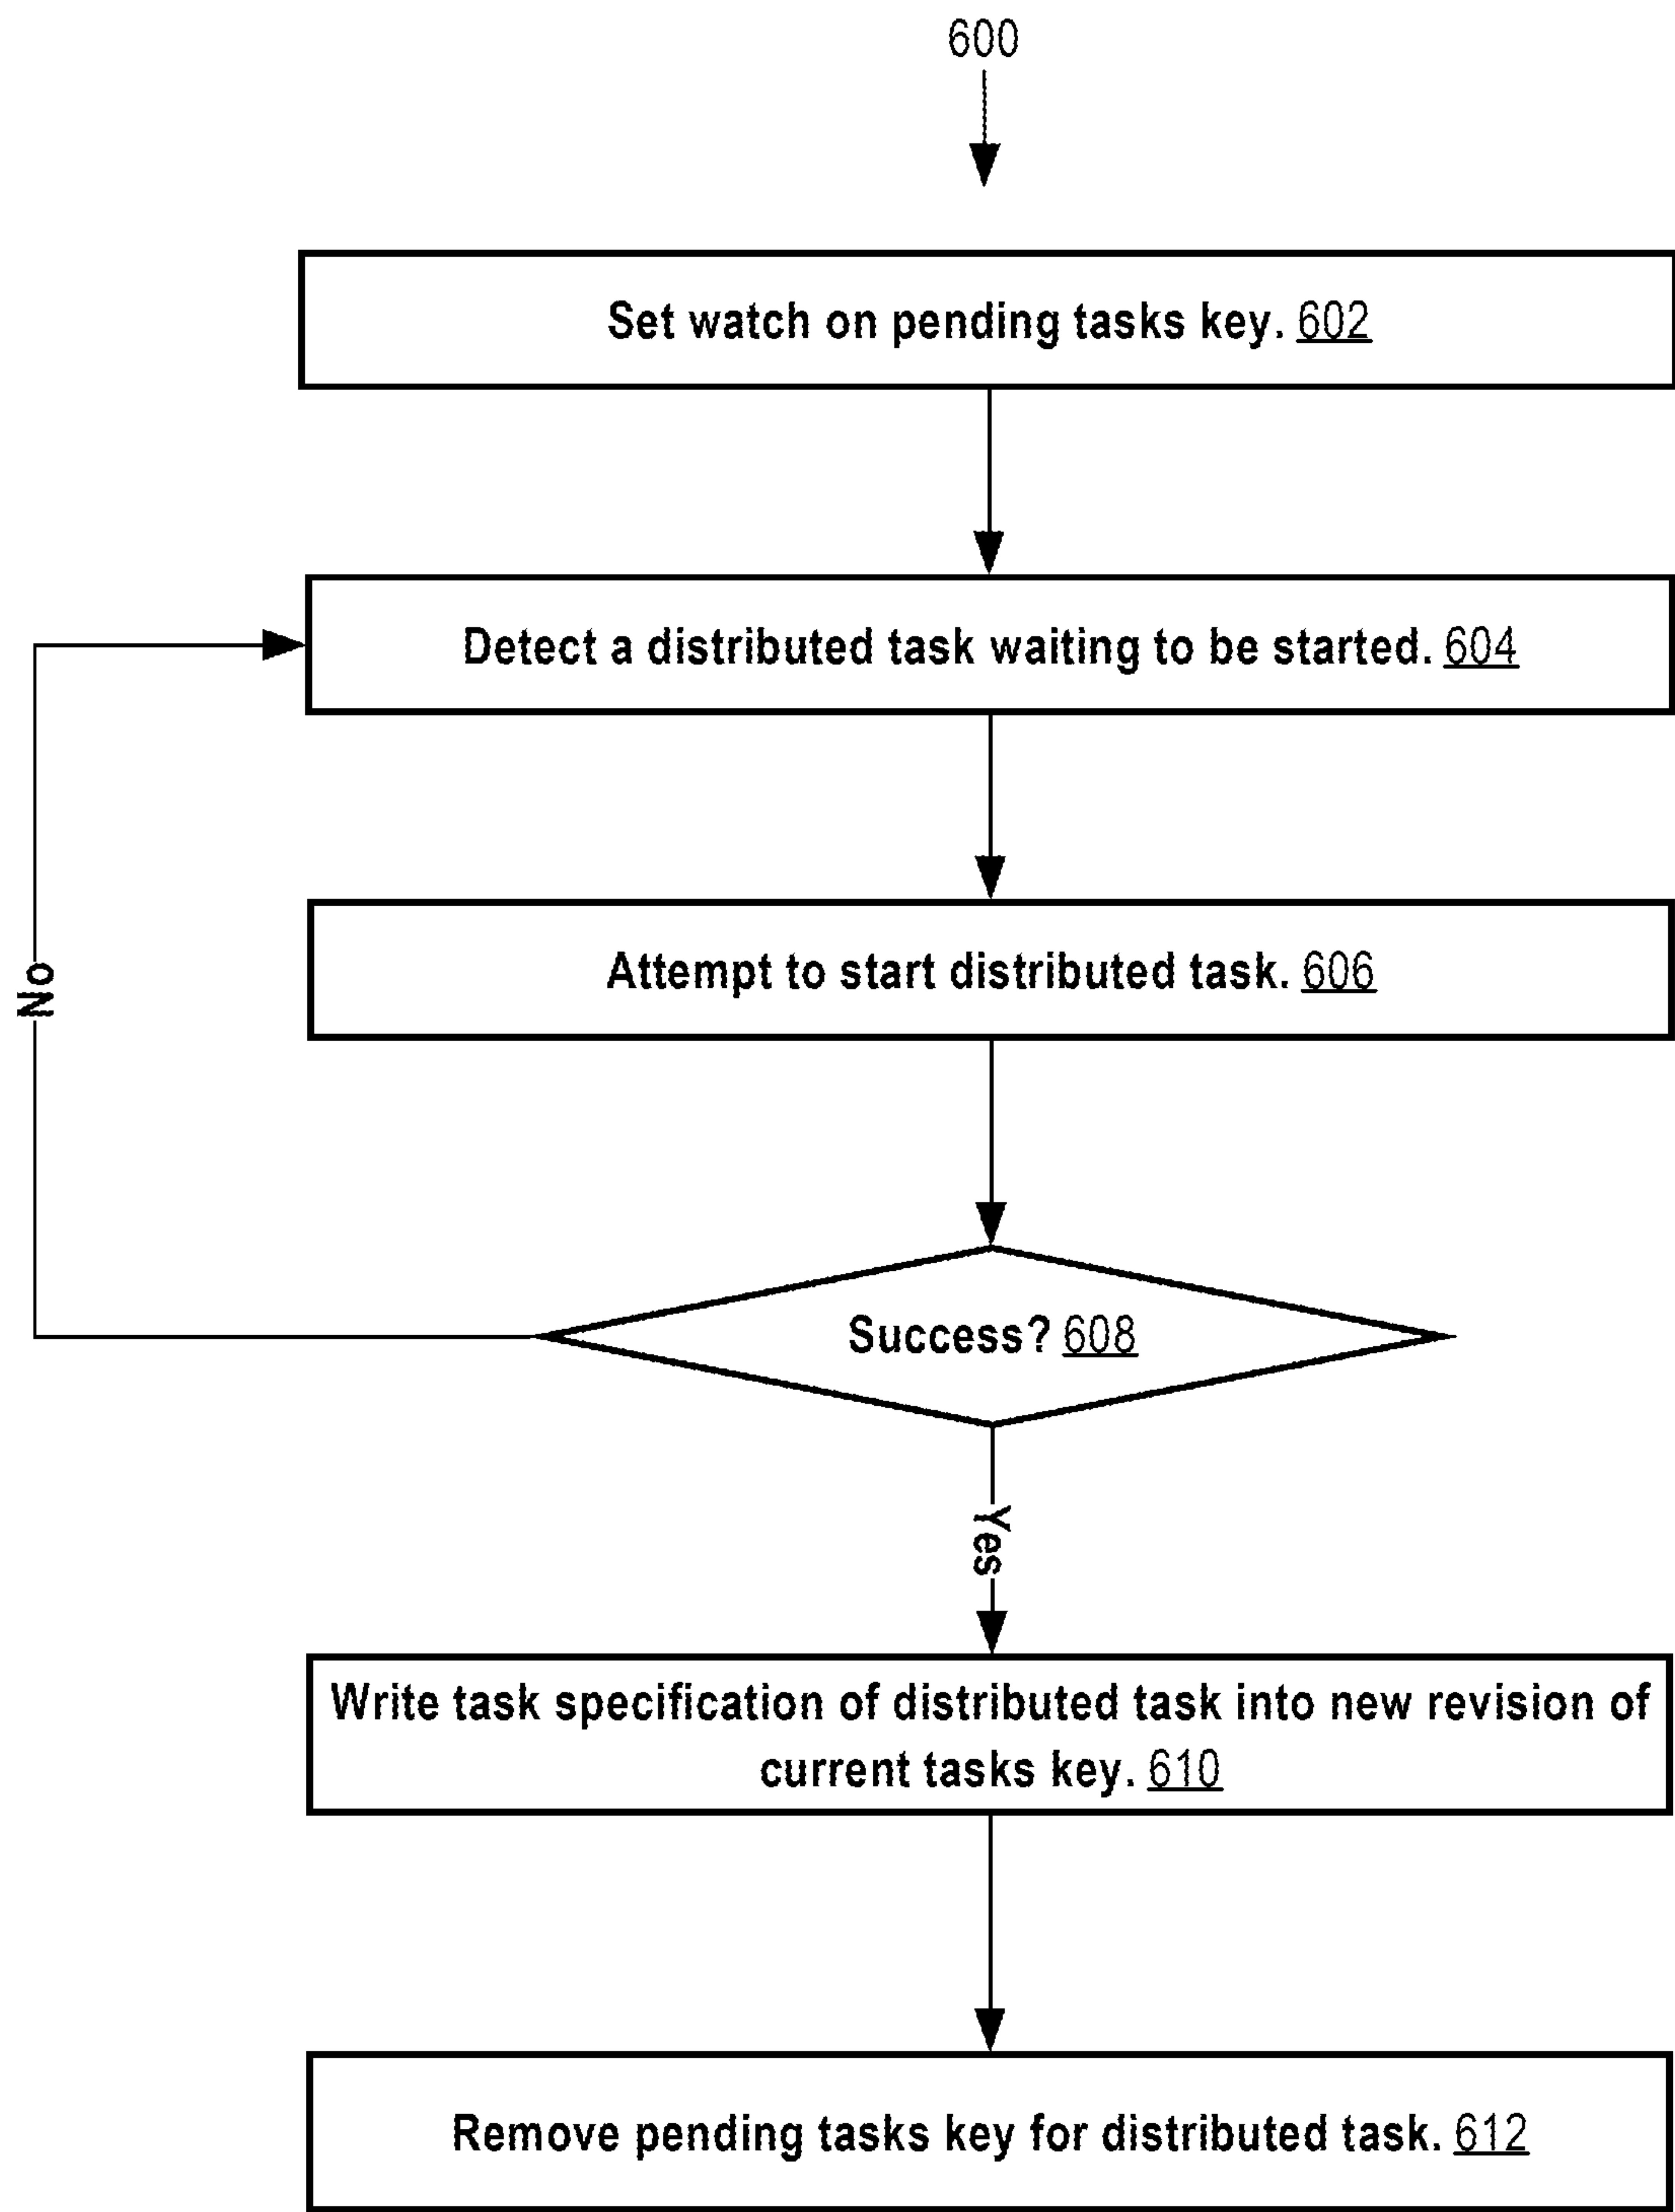 600
Set watch on pending tasks key. 602
Detect a distributed task waiting to be started. 604
Attempt to start distributed task. 606
No
Success? 608
Yes
Write task specification of distributed task into new revision of
current tasks key. 610
Remove pending tasks key for distributed task. 612